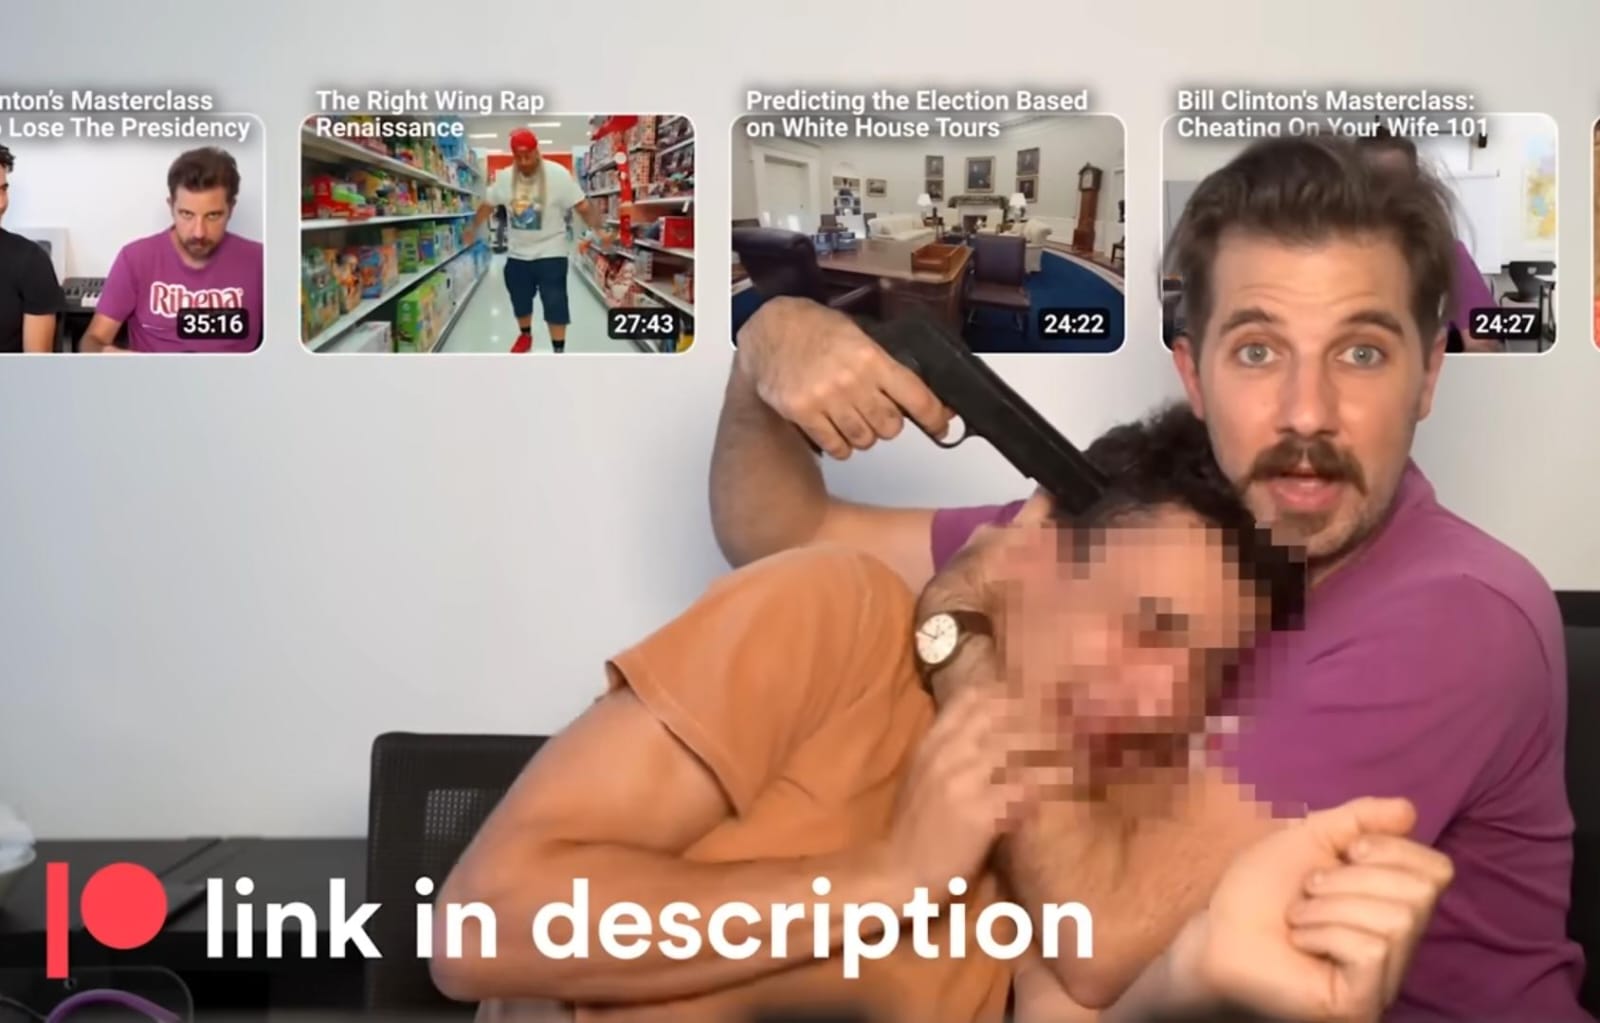 nton's Masterclass
Lose The Presidency
Ribena
35:16
The Right Wing Rap
Renaissance
27:43
Predicting the Election Based
on White House Tours
24:22
Bill Clinton's Masterclass:
Cheating On Your Wife 101
24:27
link in description